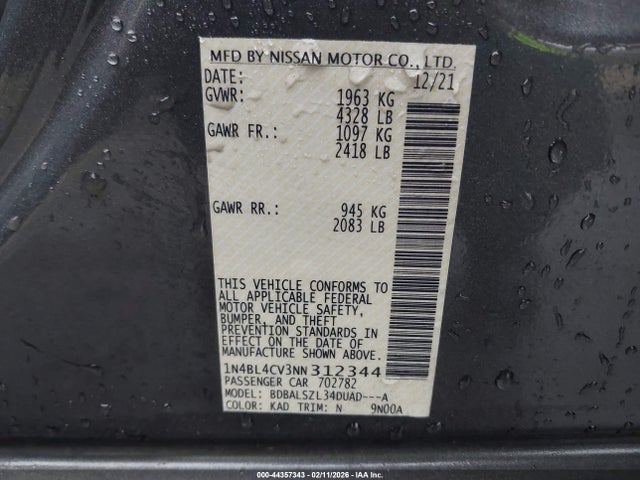 MFD BY NISSAN MOTOR CO., LTD.
DATE: 12/21
GVWR: 1963 KG
4328 LB
GAWR FR.: 1097 KG
2418 LB
GAWR RR.: 945 KG
2083 LB
THIS VEHICLE CONFORMS TO
ALL APPLICABLE FEDERAL
MOTOR VEHICLE SAFETY,
BUMPER, AND THEFT
PREVENTION STANDARDS IN
EFFECT ON THE DATE OF
MANUFACTURE SHOWN ABOVE.
1N4BL4CV3NN312344
PASSENGER CAR 702782
MODEL: BDBALSZL34DUAD---A
COLOR: KAD TRIM: N 9N00A
000-44357343 - 02/11/2026 - COPYRIGHT IAA, INC.